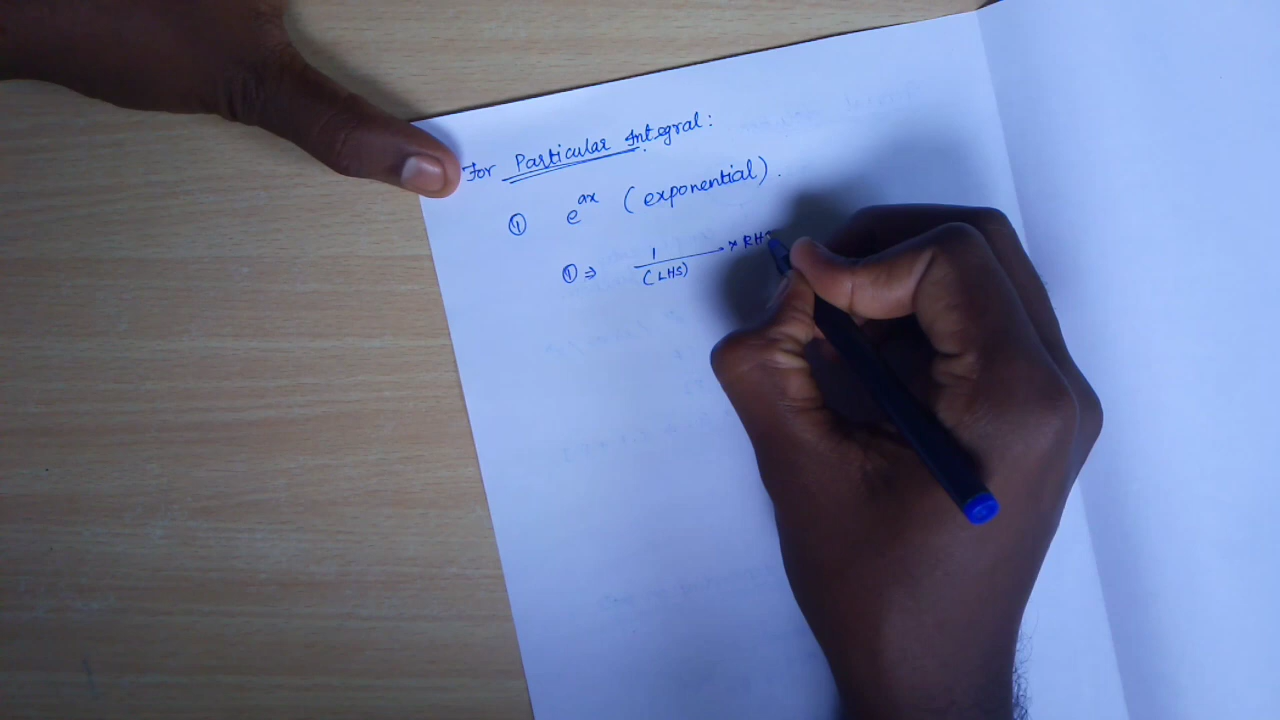 For Particular Integral:
① e^ax (exponential).
① ⇒ 1/(LHS) × RHS